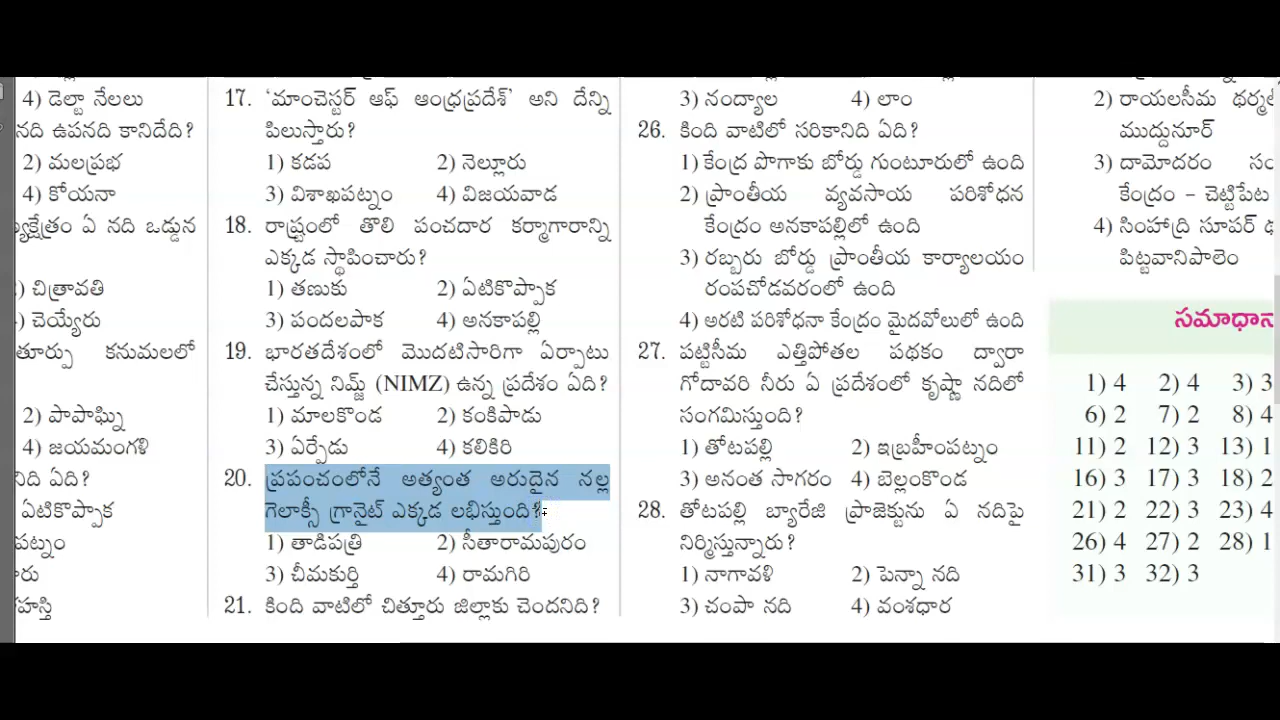 4) డెల్టా నేలలు
నది ఉపనది కానిదేది?
2) మలప్రభ
4) కోయనా
క్షేత్రం ఏ నది ఒడ్డున
) చిత్రావతి
) చెయ్యేరు
తూర్పు కనుమలలో
2) పాపాఘ్ని
4) జయమంగళి
నిది ఏది?
ఏటికొప్పాక
17. ‘మాంచెస్టర్ ఆఫ్ ఆంధ్రప్రదేశ్’ అని దేన్ని
పిలుస్తారు?
1) కడప 2) నెల్లూరు
3) విశాఖపట్నం 4) విజయవాడ
18. రాష్ట్రంలో తొలి పంచదార కర్మాగారాన్ని
ఎక్కడ స్థాపించారు?
1) తణుకు 2) ఏటికొప్పాక
3) పందలపాక 4) అనకాపల్లి
19. భారతదేశంలో మొదటిసారిగా ఏర్పాటు
చేస్తున్న నిమ్జ్ (NIMZ) ఉన్న ప్రదేశం ఏది?
1) మాలకొండ 2) కంకిపాడు
3) ఏర్పేడు 4) కలికిరి
20. ప్రపంచంలోనే అత్యంత అరుదైన నల్ల
గెలాక్సీ గ్రానైట్ ఎక్కడ లభిస్తుంది?
1) తాడిపత్రి 2) సీతారామపురం
3) చీమకుర్తి 4) రామగిరి
21. కింది వాటిలో చిత్తూరు జిల్లాకు చెందనిది?
3) నంద్యాల 4) లాం
26. కింది వాటిలో సరికానిది ఏది?
1) కేంద్ర పొగాకు బోర్డు గుంటూరులో ఉంది
2) ప్రాంతీయ వ్యవసాయ పరిశోధన
కేంద్రం అనకాపల్లిలో ఉంది
3) రబ్బరు బోర్డు ప్రాంతీయ కార్యాలయం
రంపచోడవరంలో ఉంది
4) అరటి పరిశోధనా కేంద్రం మైదవోలులో ఉంది
27. పట్టిసీమ ఎత్తిపోతల పథకం ద్వారా
గోదావరి నీరు ఏ ప్రదేశంలో కృష్ణా నదిలో
సంగమిస్తుంది?
1) తోటపల్లి 2) ఇబ్రహీంపట్నం
3) అనంత సాగరం 4) బెల్లంకొండ
28. తోటపల్లి బ్యారేజి ప్రాజెక్టును ఏ నదిపై
నిర్మిస్తున్నారు?
1) నాగావళి 2) పెన్నా నది
3) చంపా నది 4) వంశధార
2) రాయలసీమ
ముద్దునూర్
3) దామోదరం
కేంద్రం - చెట్టిపేట
4) సింహాద్రి సూపర్
పిట్టవానిపాలెం
సమాధానా
1) 4 2) 4 3) 3
6) 2 7) 2 8) 4
11) 2 12) 3 13) 1
16) 3 17) 3 18) 2
21) 2 22) 3 23) 4
26) 4 27) 2 28) 1
31) 3 32) 3